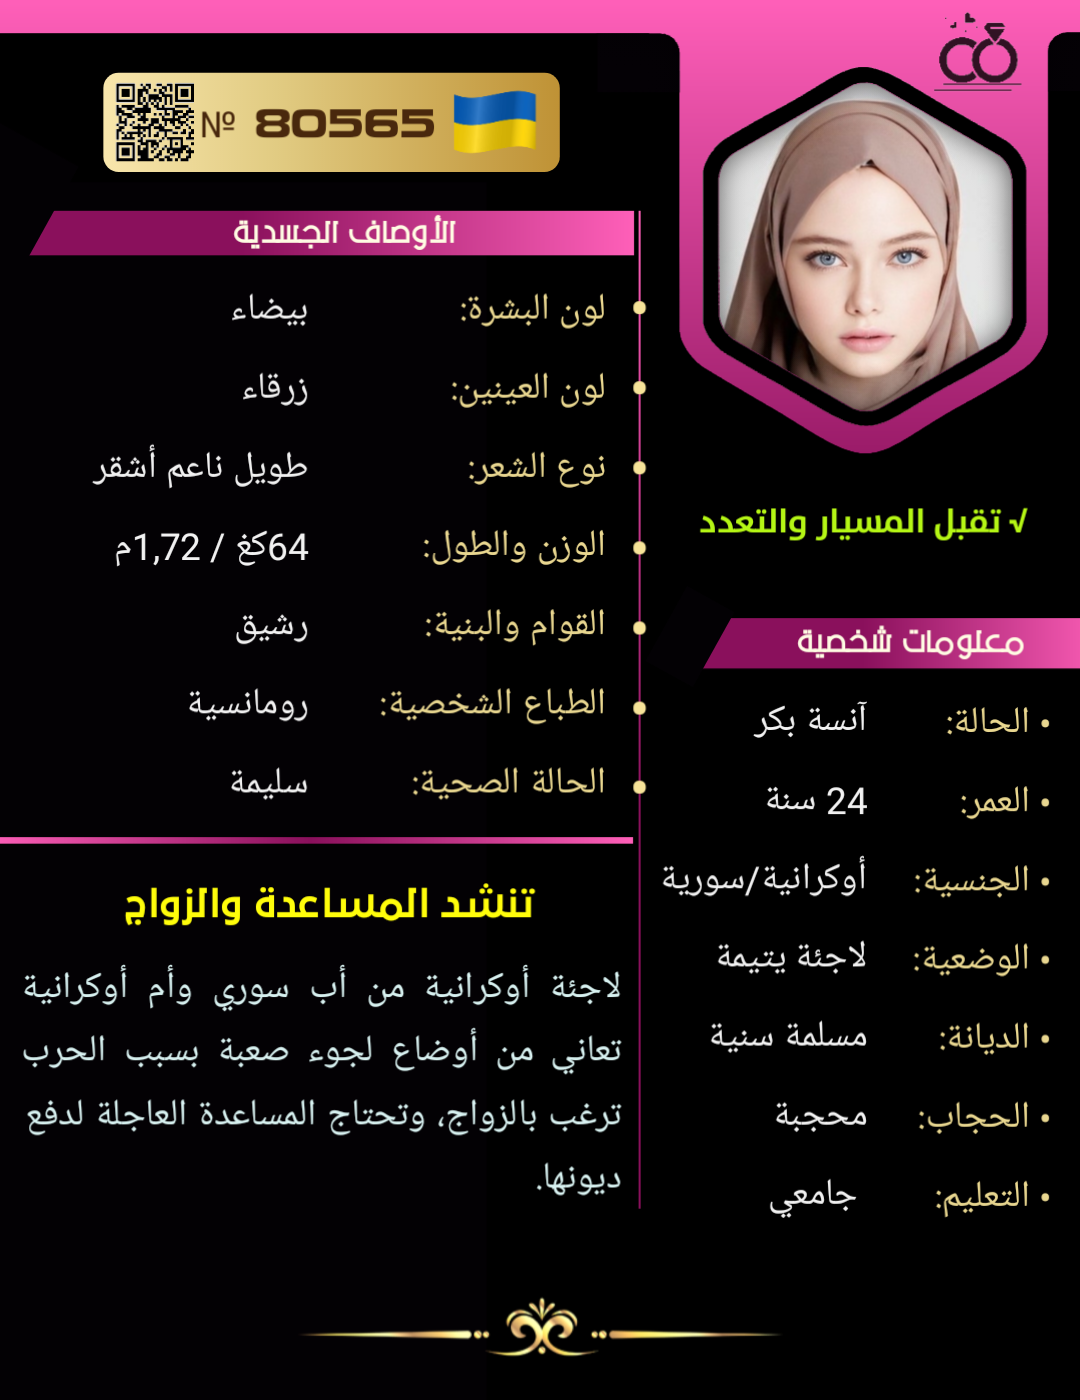 № 80565
√ تقبل المسيار والتعدد
معلومات شخصية
• الحالة: آنسة بكر
• العمر: 24 سنة
• الجنسية: أوكرانية/سورية
• الوضعية: لاجئة يتيمة
• الديانة: مسلمة سنية
• الحجاب: محجبة
• التعليم: جامعي
الأوصاف الجسدية
لون البشرة: بيضاء
لون العينين: زرقاء
نوع الشعر: طويل ناعم أشقر
الوزن والطول: 64كغ / 1,72م
القوام والبنية: رشيق
الطباع الشخصية: رومانسية
الحالة الصحية: سليمة
تنشد المساعدة والزواج
لاجئة أوكرانية من أب سوري وأم أوكرانية
تعاني من أوضاع لجوء صعبة بسبب الحرب
ترغب بالزواج، وتحتاج المساعدة العاجلة لدفع
ديونها.